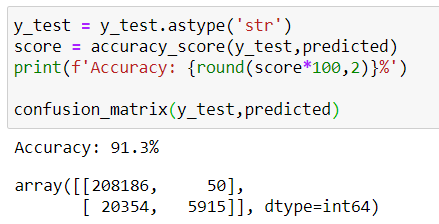 y_test = y_test.astype('str')
score = accuracy_score(y_test,predicted)
print(f'Accuracy: {round(score*100,2)}%')
confusion_matrix(y_test,predicted)
Accuracy: 91.3%
array([[208186,     50],
       [ 20354,   5915]], dtype=int64)